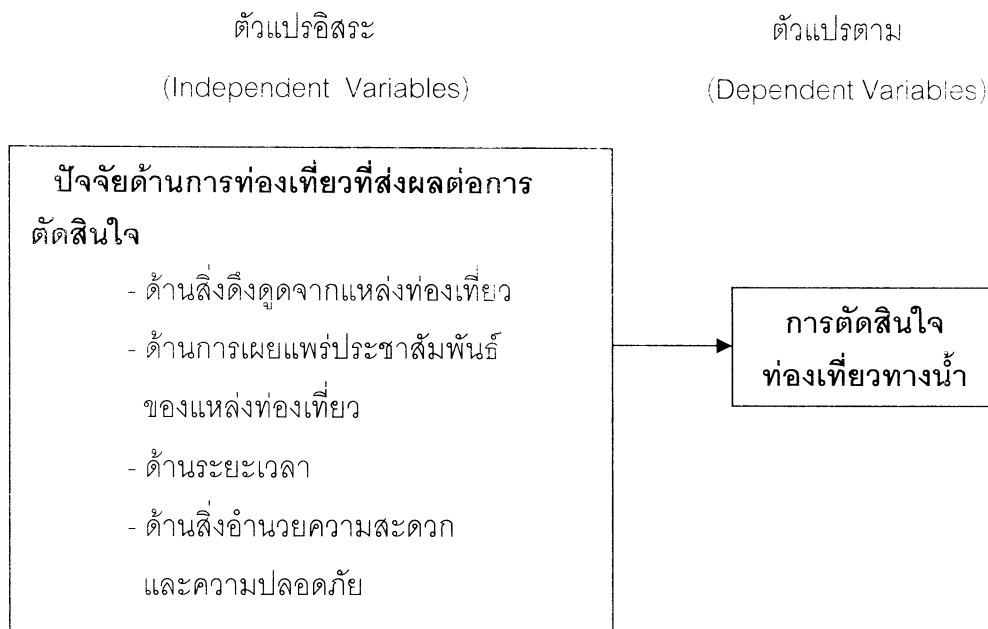 ตัวแปรอิสระ
(Independent Variables)
ตัวแปรตาม
(Dependent Variables)
ปัจจัยด้านการท่องเที่ยวที่ส่งผลต่อการ
ตัดสินใจ
- ด้านสิ่งดึงดูดจากแหล่งท่องเที่ยว
- ด้านการเผยแพร่ประชาสัมพันธ์
ของแหล่งท่องเที่ยว
- ด้านระยะเวลา
- ด้านสิ่งอำนวยความสะดวก
และความปลอดภัย
การตัดสินใจ
ท่องเที่ยวทางน้ำ